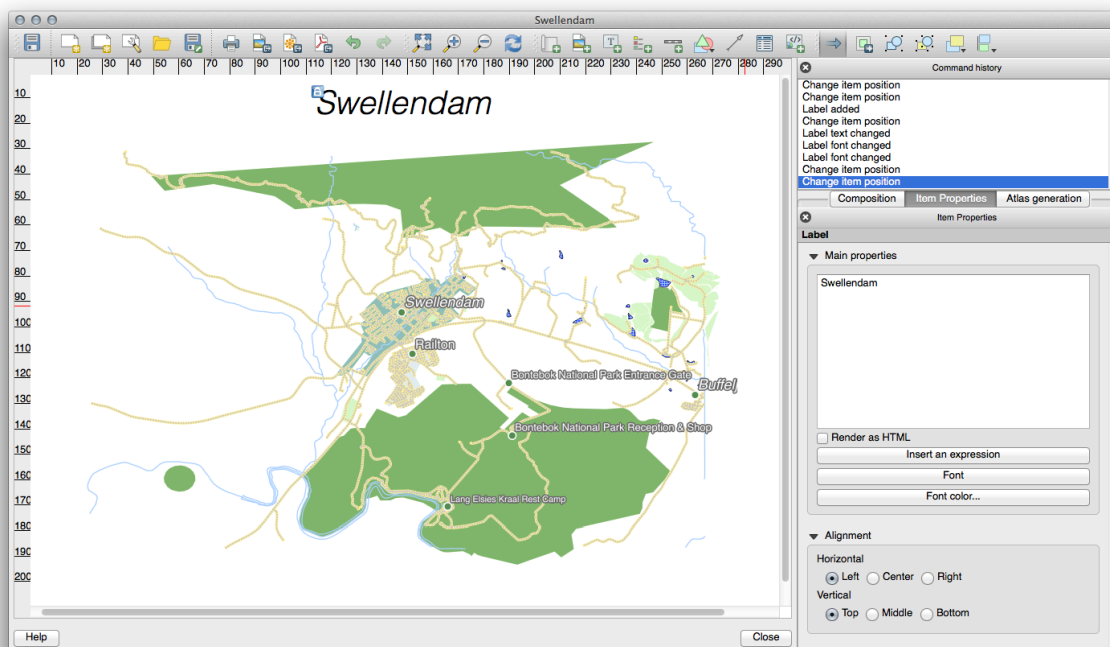 Swellendam
10 20 30 40 50 60 70 80 90 100 110 120 130 140 150 160 170 180 190 200 210 220 230 240 250 260 270 280 290
Command history
Change item position
Change item position
Label added
Change item position
Label text changed
Label font changed
Label font changed
Change item position
Change item position
Composition Item Properties Atlas generation
Item Properties
Label
Main properties
Swellendam
Render as HTML
Insert an expression
Font
Font color...
Alignment
Horizontal
Left Center Right
Vertical
Top Middle Bottom
10
20
30
40
50
60
70
80
90
100
110
120
130
140
150
160
170
180
190
200
Swellendam
Swellendam
Railton
Bontebok National Park Entrance Gate
Buffelj
Bontebok National Park Reception & Shop
Lang Elsies Kraal Rest Camp
Help Close